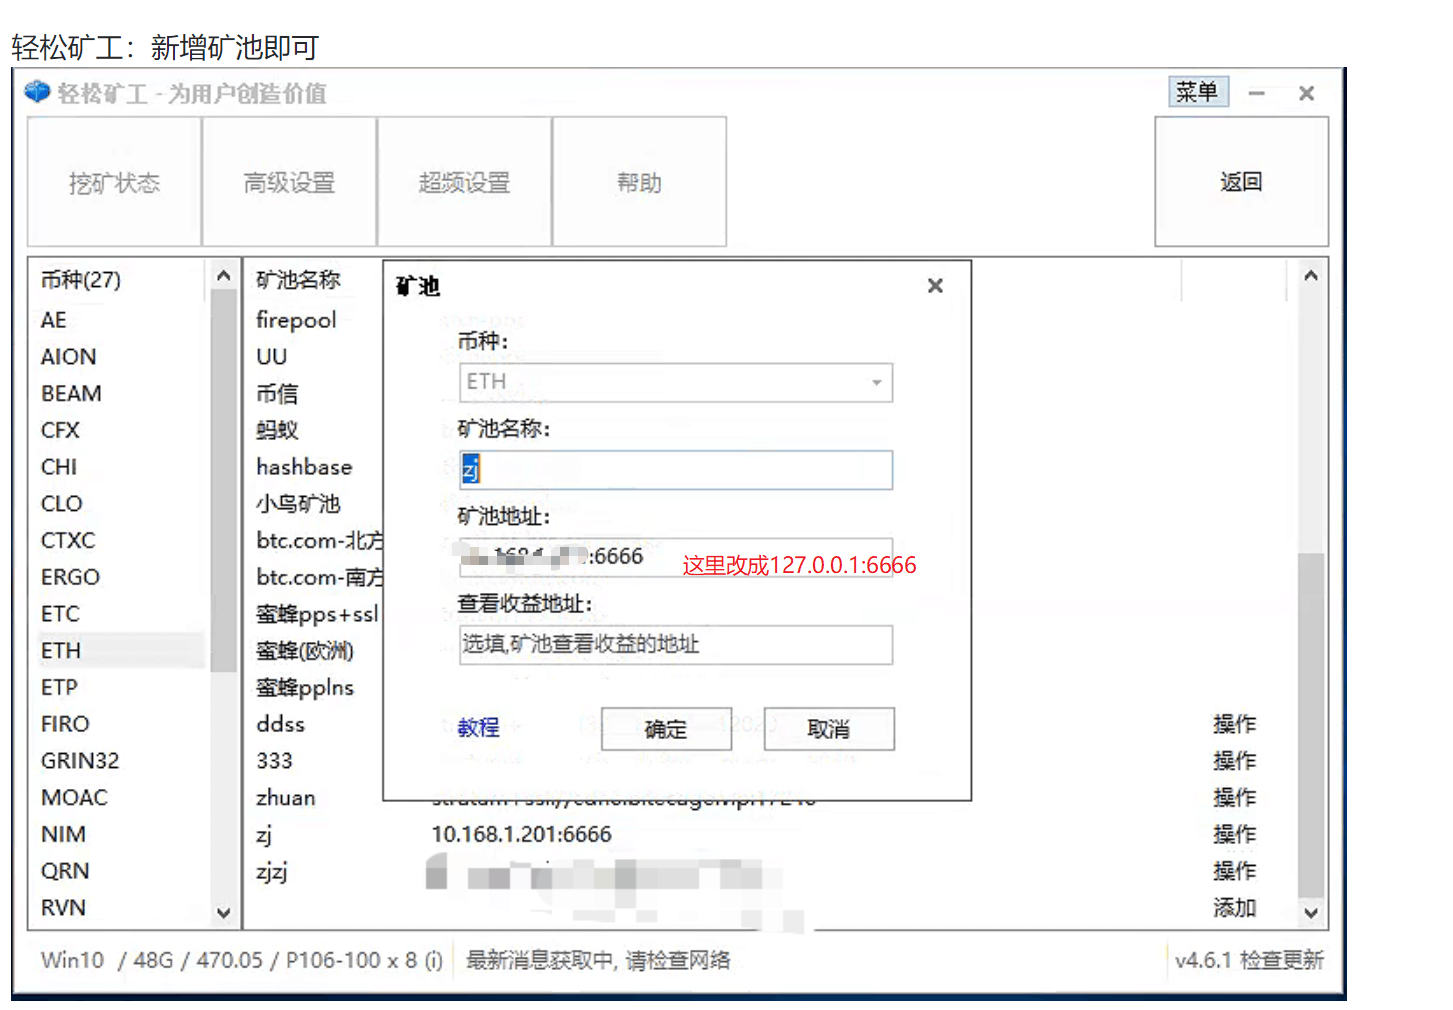 轻松矿工：新增矿池即可
轻松矿工 - 为用户创造价值
菜单
挖矿状态
高级设置
超频设置
帮助
返回
币种(27)
AE
AION
BEAM
CFX
CHI
CLO
CTXC
ERGO
ETC
ETH
ETP
FIRO
GRIN32
MOAC
NIM
QRN
RVN
矿池名称
firepool
UU
币信
蚂蚁
hashbase
小鸟矿池
btc.com-北方
btc.com-南方
蜜蜂pps+ssl
蜜蜂(欧洲)
蜜蜂pplns
ddss 操作
333 操作
zhuan 操作
zj 10.168.1.201:6666 操作
zjzj 操作
添加
矿池
币种：
ETH
矿池名称：
zj
矿池地址：
:6666
这里改成127.0.0.1:6666
查看收益地址：
选填,矿池查看收益的地址
教程
确定
取消
Win10 / 48G / 470.05 / P106-100 x 8 (i)
最新消息获取中, 请检查网络
v4.6.1 检查更新